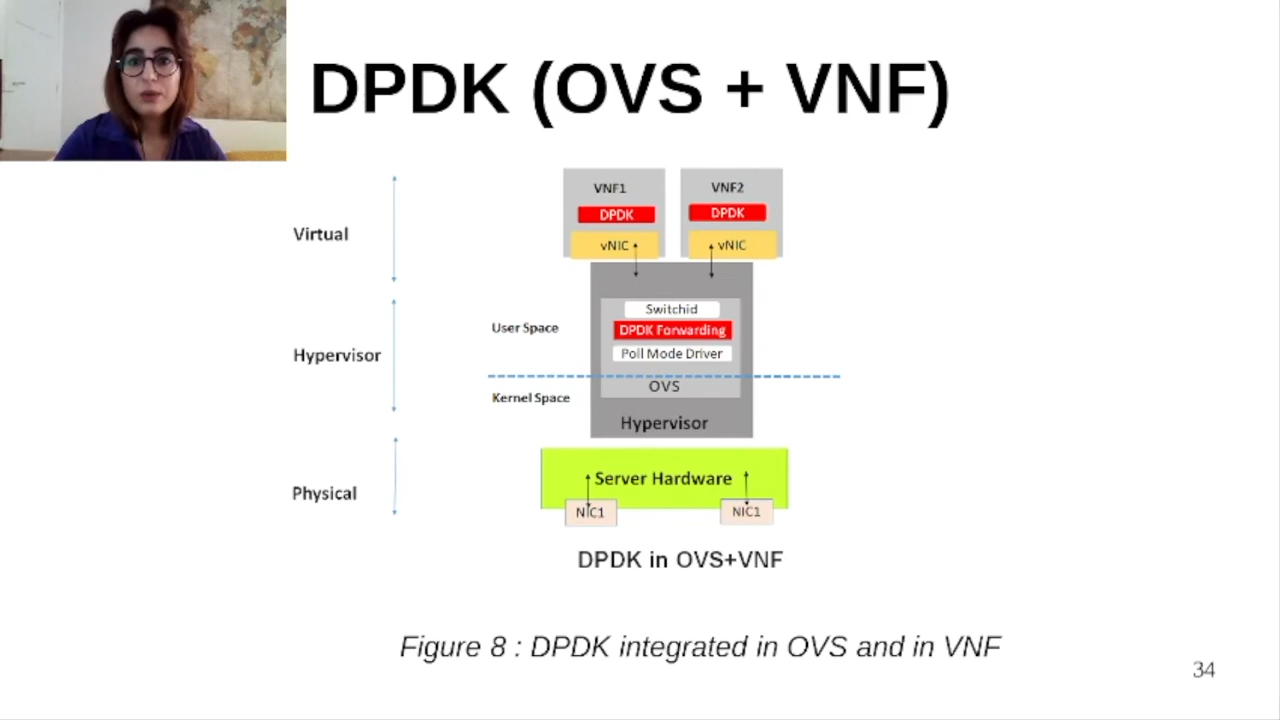 DPDK (OVS + VNF)
VNF1
VNF2
DPDK
DPDK
Virtual
vNIC
vNIC
Switchid
User Space
DPDK Forwarding
Hypervisor
Poll Mode Driver
OVS
Kernel Space
Hypervisor
Server Hardware
Physical
NIC1
NIC1
DPDK in OVS+VNF
Figure 8 : DPDK integrated in OVS and in VNF
34